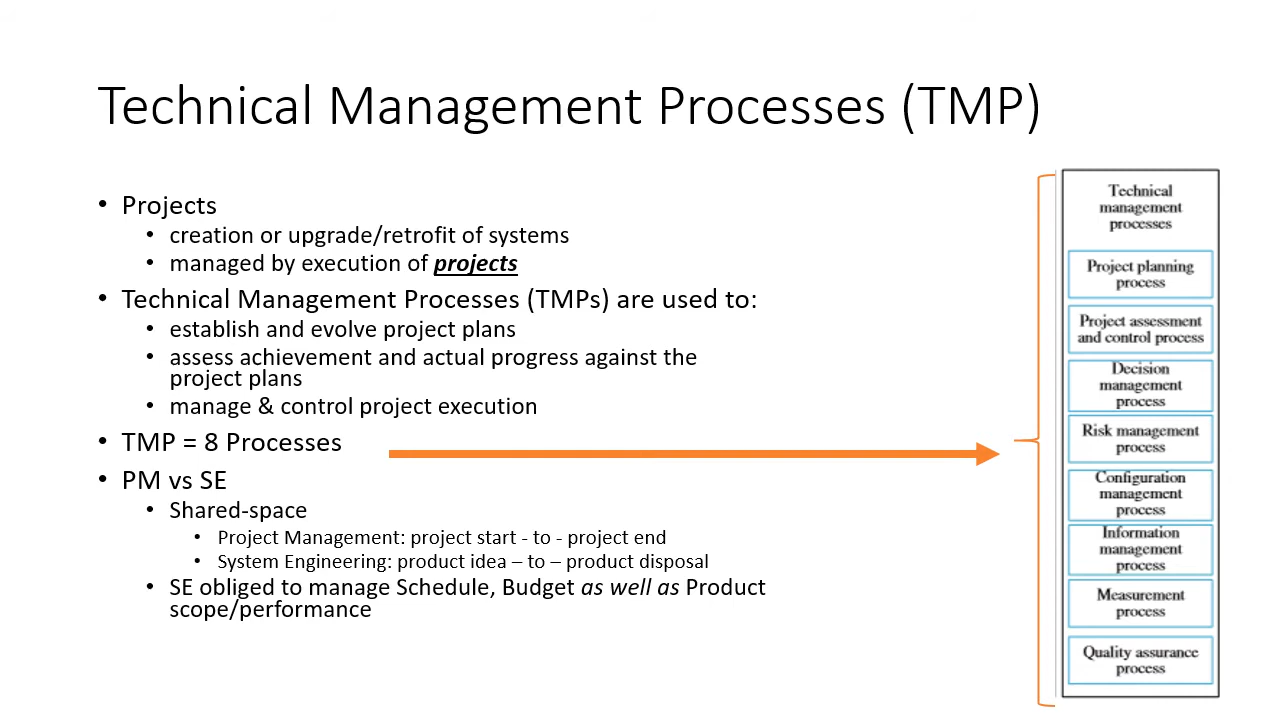 Technical Management Processes (TMP)
• Projects
• creation or upgrade/retrofit of systems
• managed by execution of projects
• Technical Management Processes (TMPs) are used to:
• establish and evolve project plans
• assess achievement and actual progress against the
project plans
• manage & control project execution
• TMP = 8 Processes
• PM vs SE
• Shared-space
• Project Management: project start - to - project end
• System Engineering: product idea – to – product disposal
• SE obliged to manage Schedule, Budget as well as Product
scope/performance
Technical
management
processes
Project planning
process
Project assessment
and control process
Decision
management
process
Risk management
process
Configuration
management
process
Information
management
process
Measurement
process
Quality assurance
process